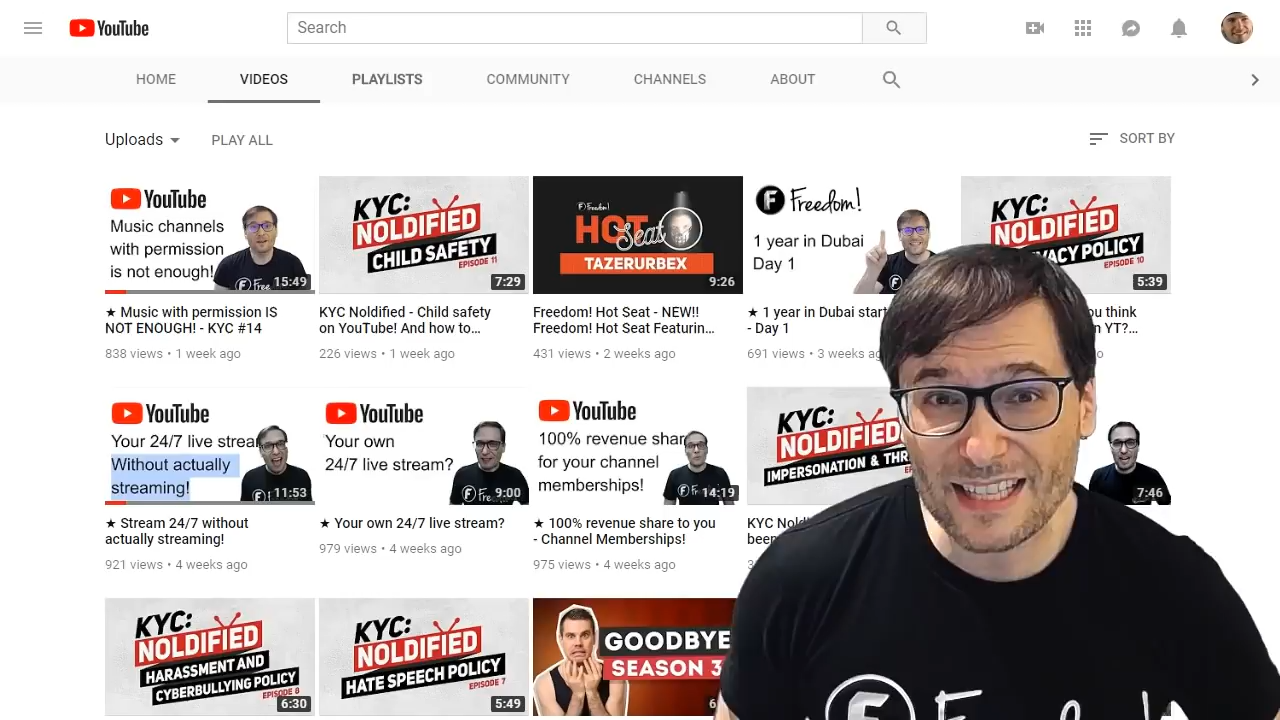 YouTube
Search
HOME
VIDEOS
PLAYLISTS
COMMUNITY
CHANNELS
ABOUT
Uploads
PLAY ALL
SORT BY
YouTube
Music channels
with permission
is not enough!
15:49
★ Music with permission IS
NOT ENOUGH! - KYC #14
838 views • 1 week ago
KYC:
NOLDIFIED
CHILD SAFETY
EPISODE 11
7:29
KYC Noldified - Child safety
on YouTube! And how to…
226 views • 1 week ago
Freedom!
HOT
Seat
TAZERURBEX
9:26
Freedom! Hot Seat - NEW!!
Freedom! Hot Seat Featurin…
431 views • 2 weeks ago
Freedom!
1 year in Dubai
Day 1
★ 1 year in Dubai star
- Day 1
691 views • 3 weeks a
KYC:
NOLDIFIED
VACY POLICY
EPISODE 10
5:39
u think
n YT?…
go
YouTube
Your 24/7 live strea
Without actually
streaming!
11:53
★ Stream 24/7 without
actually streaming!
921 views • 4 weeks ago
YouTube
Your own
24/7 live stream?
9:00
★ Your own 24/7 live stream?
979 views • 4 weeks ago
YouTube
100% revenue shar
for your channel
memberships!
14:19
★ 100% revenue share to you
- Channel Memberships!
975 views • 4 weeks ago
KYC:
NOLDIFIED
IMPERSONATION & THR
KYC Nol
been
7:46
KYC:
NOLDIFIED
HARASSMENT AND
CYBERBULLYING POLICY
EPISODE 8
6:30
KYC:
NOLDIFIED
HATE SPEECH POLICY
EPISODE 7
5:49
GOODBYE
SEASON 3